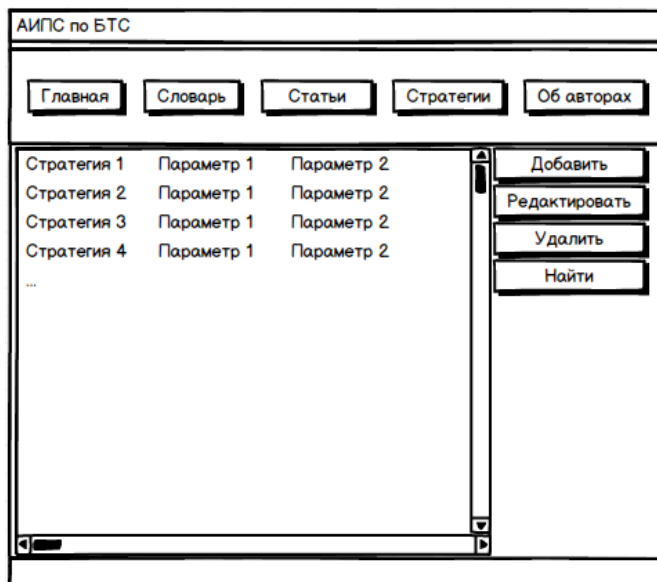 АИПС по БТС
Главная Словарь Статьи Стратегии Об авторах
Стратегия 1 Параметр 1 Параметр 2
Стратегия 2 Параметр 1 Параметр 2
Стратегия 3 Параметр 1 Параметр 2
Стратегия 4 Параметр 1 Параметр 2
...
Добавить
Редактировать
Удалить
Найти